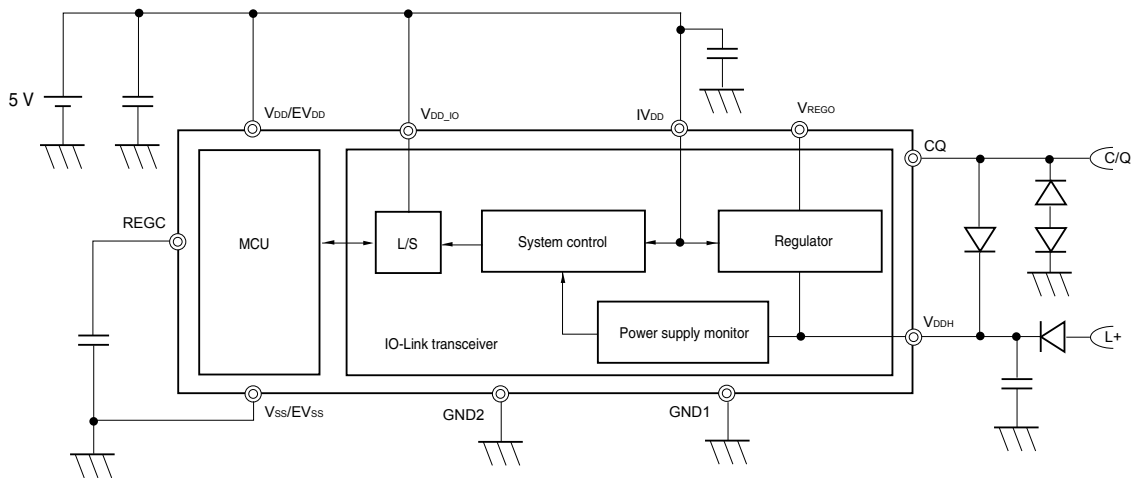 5 V
VDD/EVDD
VDD_IO
IVDD
VREGO
CQ
C/Q
REGC
MCU
L/S
System control
Regulator
Power supply monitor
IO-Link transceiver
VDDH
L+
VSS/EVSS
GND2
GND1